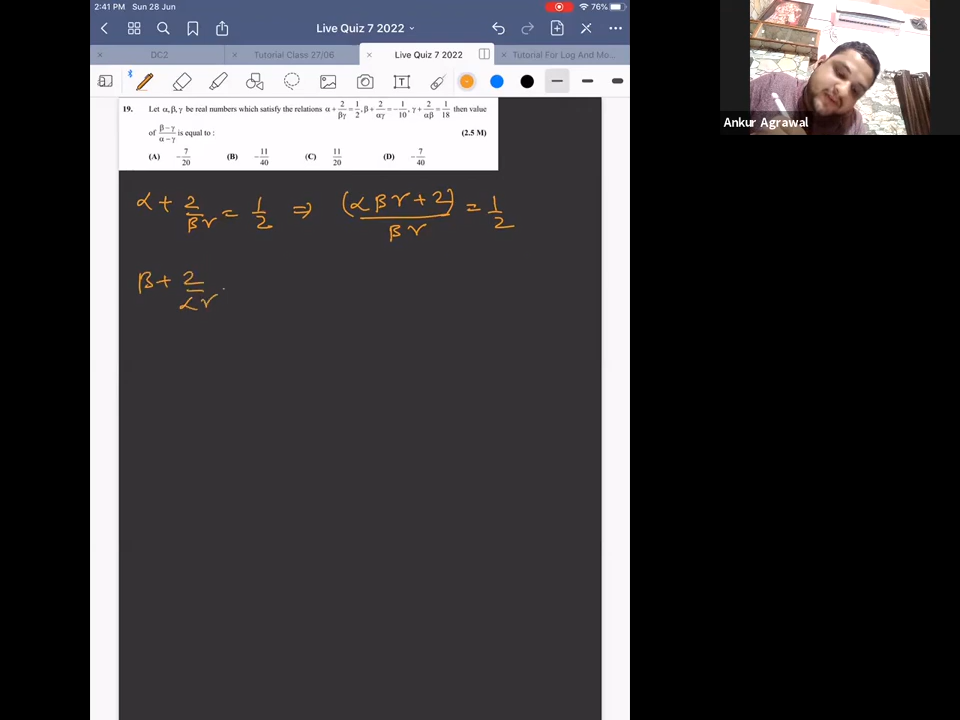 2:41 PM Sun 28 Jun 76%
Live Quiz 7 2022
DC2 Tutorial Class 27/06 Live Quiz 7 2022 Tutorial For Log And Mo...
19. Let α, β, γ be real numbers which satisfy the relations α + 2/βγ = 1/2, β + 2/αγ = -1/10, γ + 2/αβ = 1/18 then value
of β−γ/α−γ is equal to : (2.5 M)
(A) -7/20 (B) -11/40 (C) 11/20 (D) -7/40
α + 2/βγ = 1/2 ⇒ (αβγ + 2)/βγ = 1/2
β + 2/αγ
Ankur Agrawal